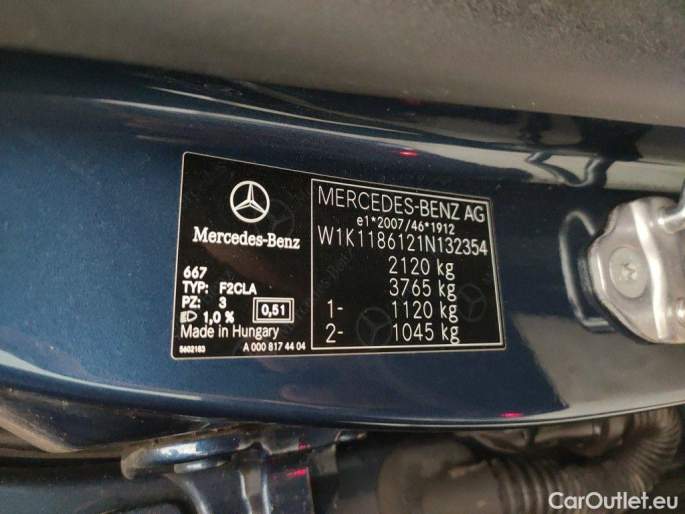 Mercedes-Benz
667
TYP: F2CLA
PZ: 3
1,0 % 0,51
Made in Hungary
5602183 A 000 817 44 04
MERCEDES-BENZ AG
e1*2007/46*1912
W1K1186121N132354
2120 kg
3765 kg
1- 1120 kg
2- 1045 kg
CarOutlet.eu